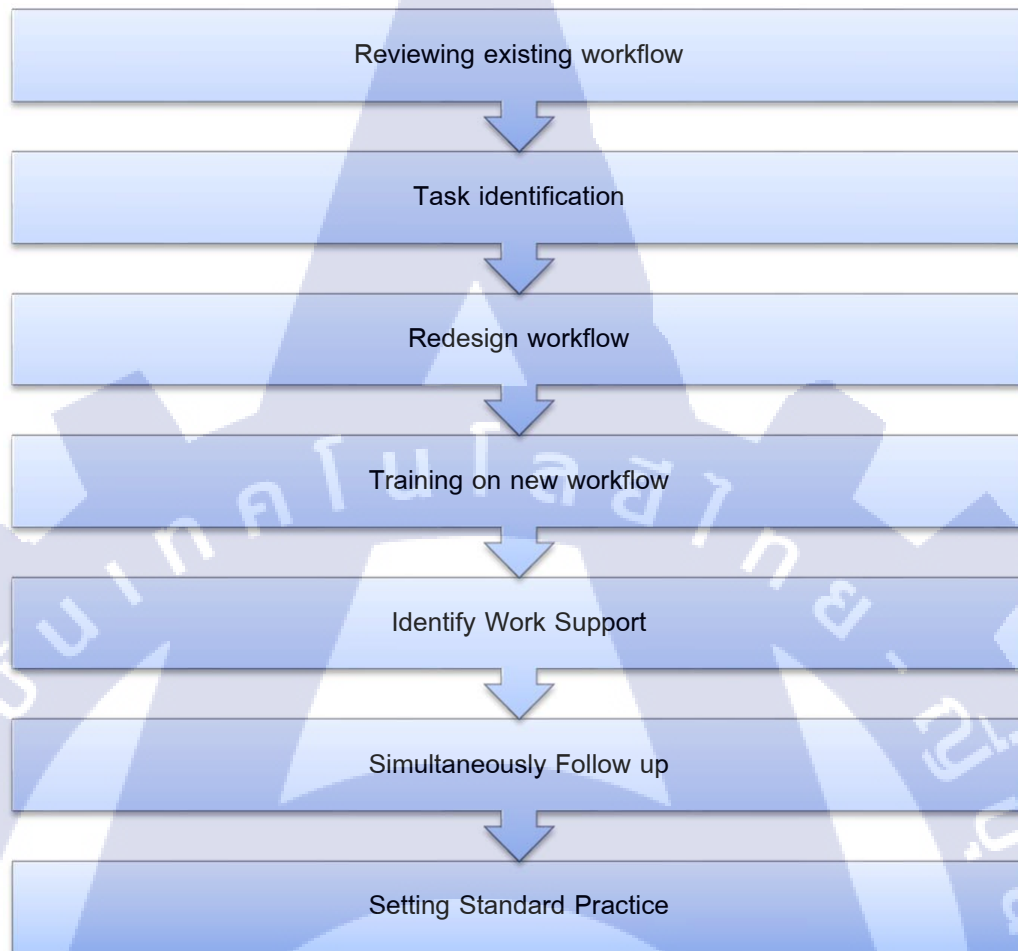 Reviewing existing workflow
Task identification
Redesign workflow
Training on new workflow
Identify Work Support
Simultaneously Follow up
Setting Standard Practice